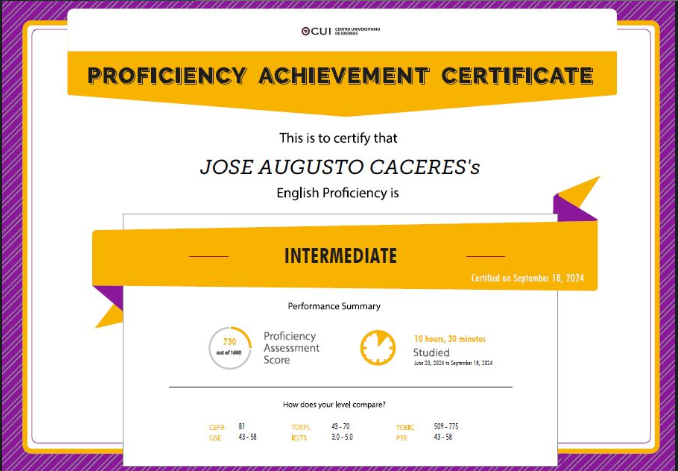 CUI CENTRO UNIVERSITARIO
DE IDIOMAS
PROFICIENCY ACHIEVEMENT CERTIFICATE
This is to certify that
JOSE AUGUSTO CACERES's
English Proficiency is
INTERMEDIATE
Certified on September 18, 2024
Performance Summary
730
out of 1600
Proficiency
Assessment
Score
10 hours, 30 minutes
Studied
June 20, 2024 to September 18, 2024
How does your level compare?
CEFR B1 TOEFL 43 - 70 TOEIC 509 - 775
GSE 43 - 58 IELTS 3.0 - 5.0 PTE 43 - 58